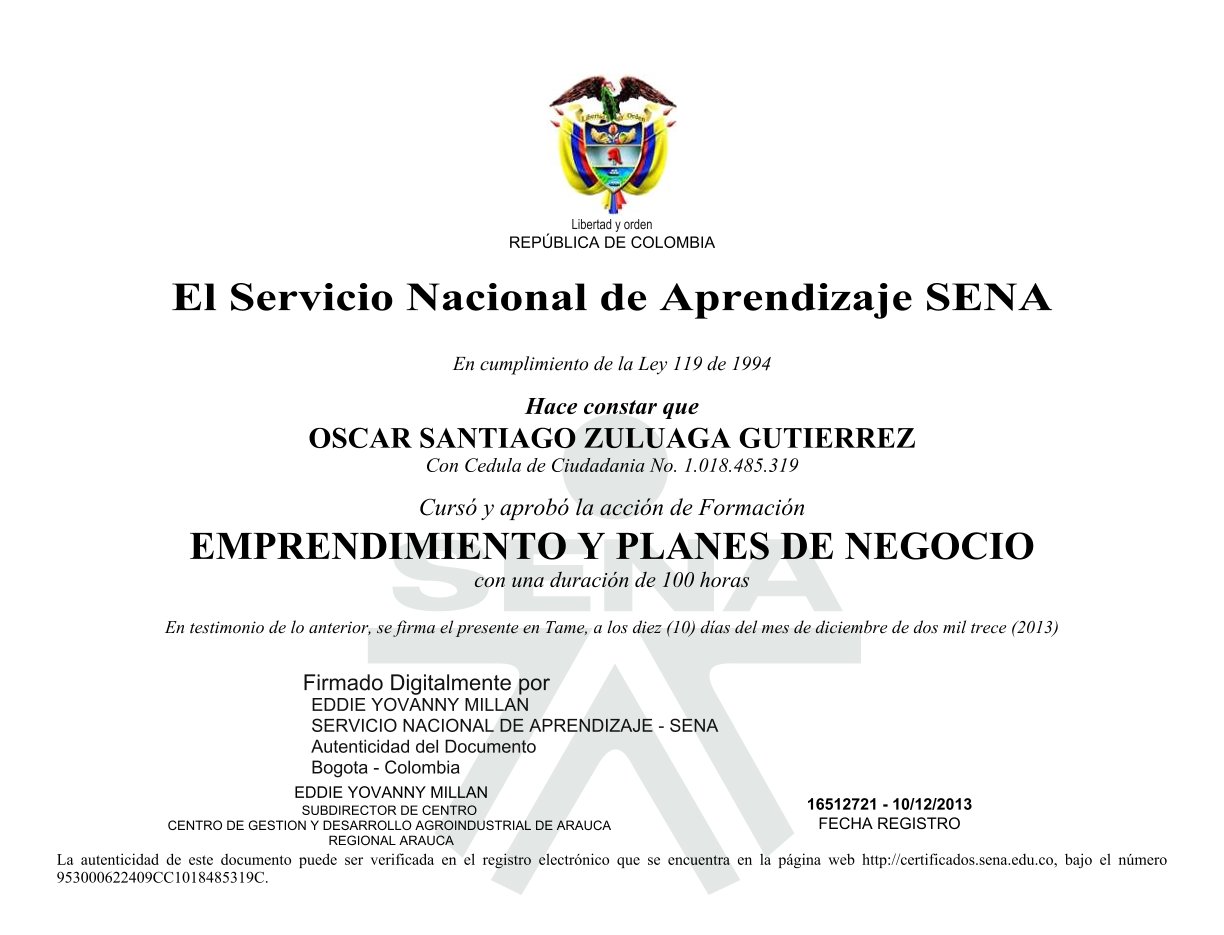 Libertad y Orden
Libertad y orden
REPÚBLICA DE COLOMBIA
El Servicio Nacional de Aprendizaje SENA
En cumplimiento de la Ley 119 de 1994
Hace constar que
OSCAR SANTIAGO ZULUAGA GUTIERREZ
Con Cedula de Ciudadania No. 1.018.485.319
Cursó y aprobó la acción de Formación
EMPRENDIMIENTO Y PLANES DE NEGOCIO
SENA
con una duración de 100 horas
En testimonio de lo anterior, se firma el presente en Tame, a los diez (10) días del mes de diciembre de dos mil trece (2013)
Firmado Digitalmente por
EDDIE YOVANNY MILLAN
SERVICIO NACIONAL DE APRENDIZAJE - SENA
Autenticidad del Documento
Bogota - Colombia
EDDIE YOVANNY MILLAN
SUBDIRECTOR DE CENTRO
CENTRO DE GESTION Y DESARROLLO AGROINDUSTRIAL DE ARAUCA
REGIONAL ARAUCA
16512721 - 10/12/2013
FECHA REGISTRO
La autenticidad de este documento puede ser verificada en el registro electrónico que se encuentra en la página web http://certificados.sena.edu.co, bajo el número
953000622409CC1018485319C.